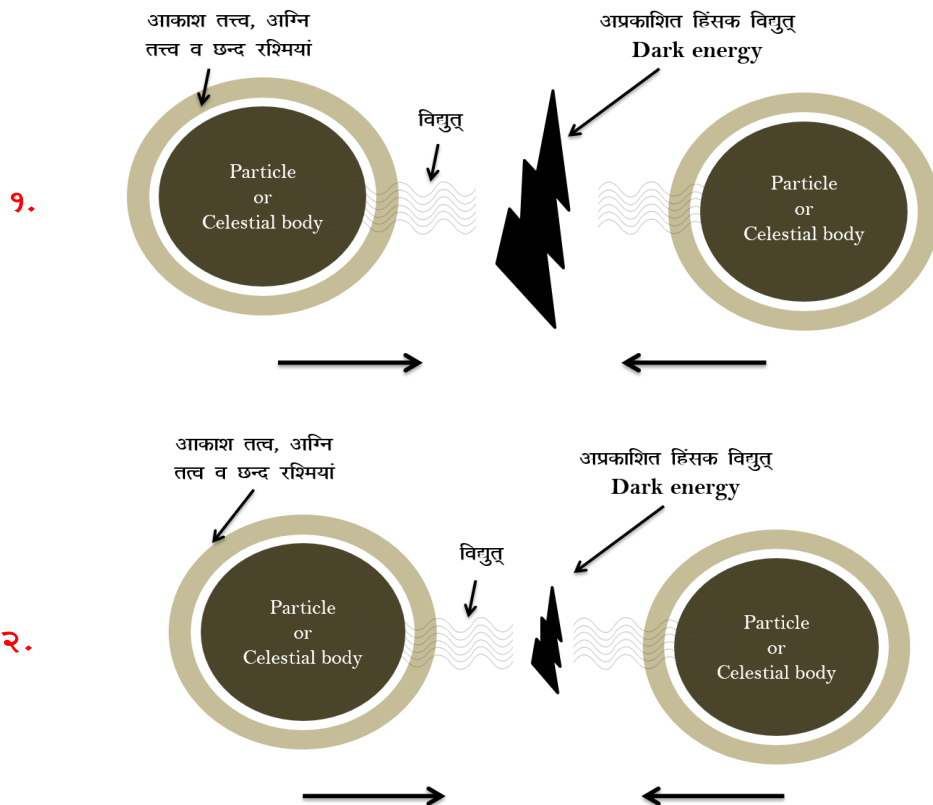 आकाश तत्त्व, अग्नि
तत्त्व व छन्द रश्मियां
अप्रकाशित हिंसक विद्युत्
Dark energy
विद्युत्
१.
Particle
or
Celestial body
Particle
or
Celestial body
आकाश तत्व, अग्नि
तत्व व छन्द रश्मियां
अप्रकाशित हिंसक विद्युत्
Dark energy
विद्युत्
२.
Particle
or
Celestial body
Particle
or
Celestial body